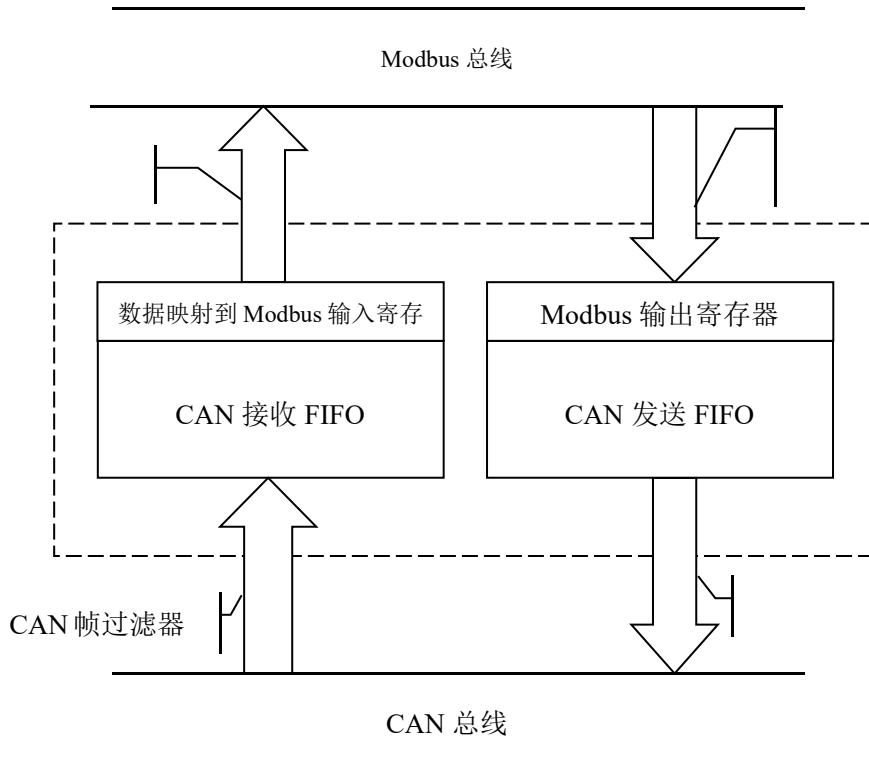 Modbus 总线
数据映射到 Modbus 输入寄存
Modbus 输出寄存器
CAN 接收 FIFO
CAN 发送 FIFO
CAN 帧过滤器
CAN 总线